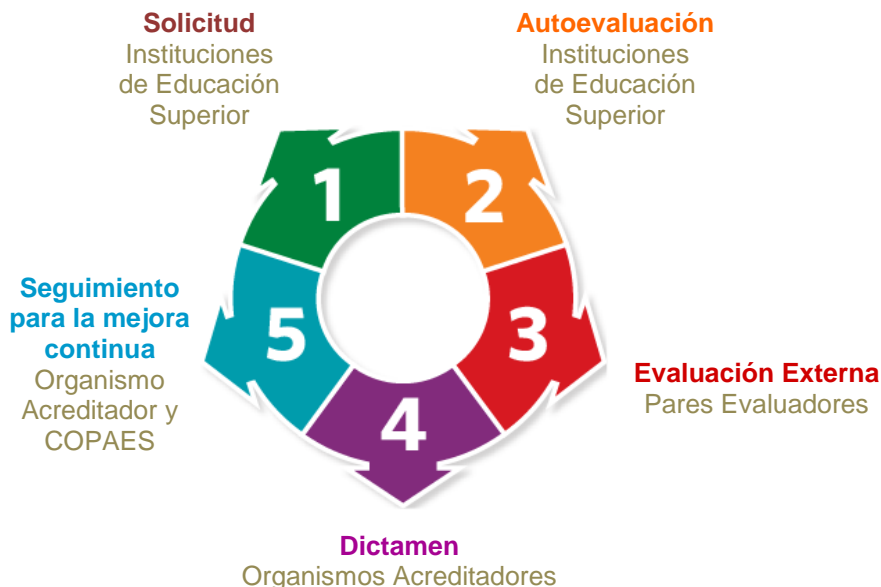 Solicitud
Instituciones
de Educación
Superior
1
Autoevaluación
Instituciones
de Educación
Superior
2
Evaluación Externa
Pares Evaluadores
3
Dictamen
Organismos Acreditadores
4
Seguimiento
para la mejora
continua
Organismo
Acreditador y
COPAES
5